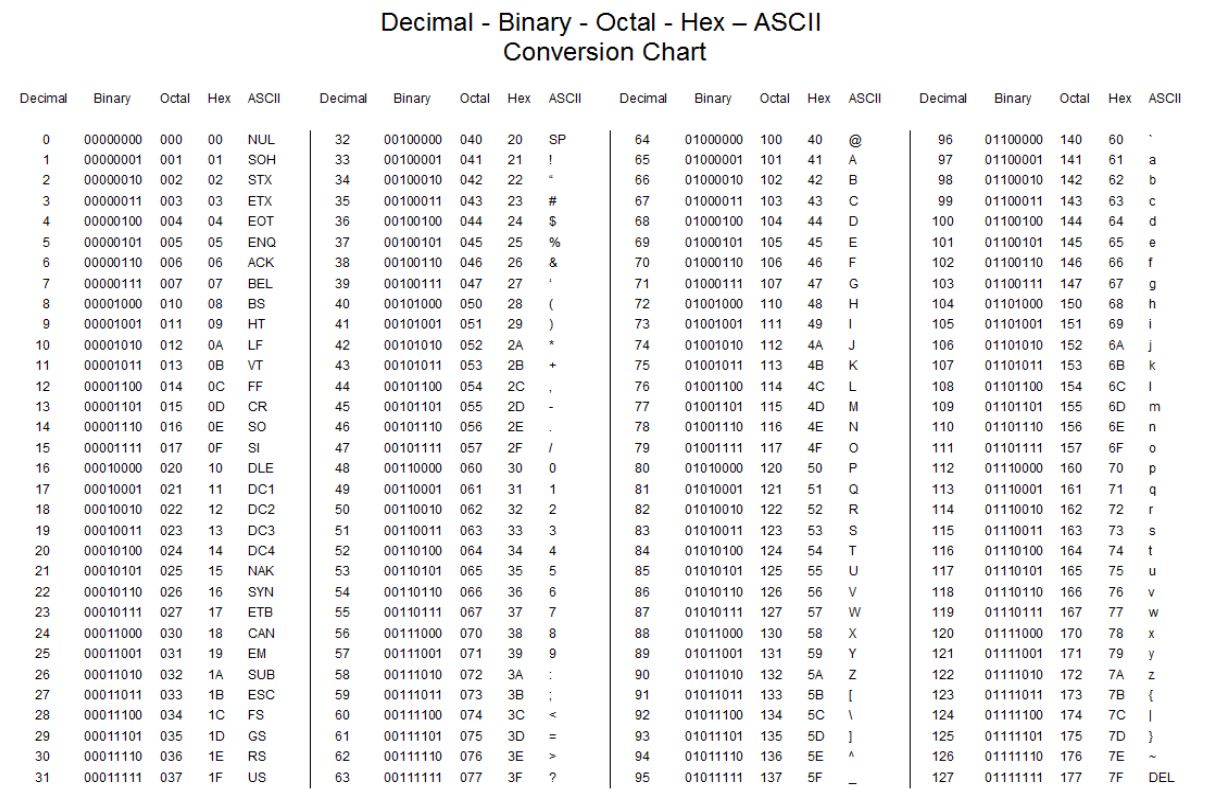 Decimal - Binary - Octal - Hex – ASCII
Conversion Chart
Decimal Binary Octal Hex ASCII Decimal Binary Octal Hex ASCII Decimal Binary Octal Hex ASCII Decimal Binary Octal Hex ASCII
0 00000000 000 00 NUL 32 00100000 040 20 SP 64 01000000 100 40 @ 96 01100000 140 60 `
1 00000001 001 01 SOH 33 00100001 041 21 ! 65 01000001 101 41 A 97 01100001 141 61 a
2 00000010 002 02 STX 34 00100010 042 22 “ 66 01000010 102 42 B 98 01100010 142 62 b
3 00000011 003 03 ETX 35 00100011 043 23 # 67 01000011 103 43 C 99 01100011 143 63 c
4 00000100 004 04 EOT 36 00100100 044 24 $ 68 01000100 104 44 D 100 01100100 144 64 d
5 00000101 005 05 ENQ 37 00100101 045 25 % 69 01000101 105 45 E 101 01100101 145 65 e
6 00000110 006 06 ACK 38 00100110 046 26 & 70 01000110 106 46 F 102 01100110 146 66 f
7 00000111 007 07 BEL 39 00100111 047 27 ‘ 71 01000111 107 47 G 103 01100111 147 67 g
8 00001000 010 08 BS 40 00101000 050 28 ( 72 01001000 110 48 H 104 01101000 150 68 h
9 00001001 011 09 HT 41 00101001 051 29 ) 73 01001001 111 49 I 105 01101001 151 69 i
10 00001010 012 0A LF 42 00101010 052 2A * 74 01001010 112 4A J 106 01101010 152 6A j
11 00001011 013 0B VT 43 00101011 053 2B + 75 01001011 113 4B K 107 01101011 153 6B k
12 00001100 014 0C FF 44 00101100 054 2C , 76 01001100 114 4C L 108 01101100 154 6C l
13 00001101 015 0D CR 45 00101101 055 2D - 77 01001101 115 4D M 109 01101101 155 6D m
14 00001110 016 0E SO 46 00101110 056 2E . 78 01001110 116 4E N 110 01101110 156 6E n
15 00001111 017 0F SI 47 00101111 057 2F / 79 01001111 117 4F O 111 01101111 157 6F o
16 00010000 020 10 DLE 48 00110000 060 30 0 80 01010000 120 50 P 112 01110000 160 70 p
17 00010001 021 11 DC1 49 00110001 061 31 1 81 01010001 121 51 Q 113 01110001 161 71 q
18 00010010 022 12 DC2 50 00110010 062 32 2 82 01010010 122 52 R 114 01110010 162 72 r
19 00010011 023 13 DC3 51 00110011 063 33 3 83 01010011 123 53 S 115 01110011 163 73 s
20 00010100 024 14 DC4 52 00110100 064 34 4 84 01010100 124 54 T 116 01110100 164 74 t
21 00010101 025 15 NAK 53 00110101 065 35 5 85 01010101 125 55 U 117 01110101 165 75 u
22 00010110 026 16 SYN 54 00110110 066 36 6 86 01010110 126 56 V 118 01110110 166 76 v
23 00010111 027 17 ETB 55 00110111 067 37 7 87 01010111 127 57 W 119 01110111 167 77 w
24 00011000 030 18 CAN 56 00111000 070 38 8 88 01011000 130 58 X 120 01111000 170 78 x
25 00011001 031 19 EM 57 00111001 071 39 9 89 01011001 131 59 Y 121 01111001 171 79 y
26 00011010 032 1A SUB 58 00111010 072 3A : 90 01011010 132 5A Z 122 01111010 172 7A z
27 00011011 033 1B ESC 59 00111011 073 3B ; 91 01011011 133 5B [ 123 01111011 173 7B {
28 00011100 034 1C FS 60 00111100 074 3C < 92 01011100 134 5C \ 124 01111100 174 7C |
29 00011101 035 1D GS 61 00111101 075 3D = 93 01011101 135 5D ] 125 01111101 175 7D }
30 00011110 036 1E RS 62 00111110 076 3E > 94 01011110 136 5E ^ 126 01111110 176 7E ~
31 00011111 037 1F US 63 00111111 077 3F ? 95 01011111 137 5F _ 127 01111111 177 7F DEL